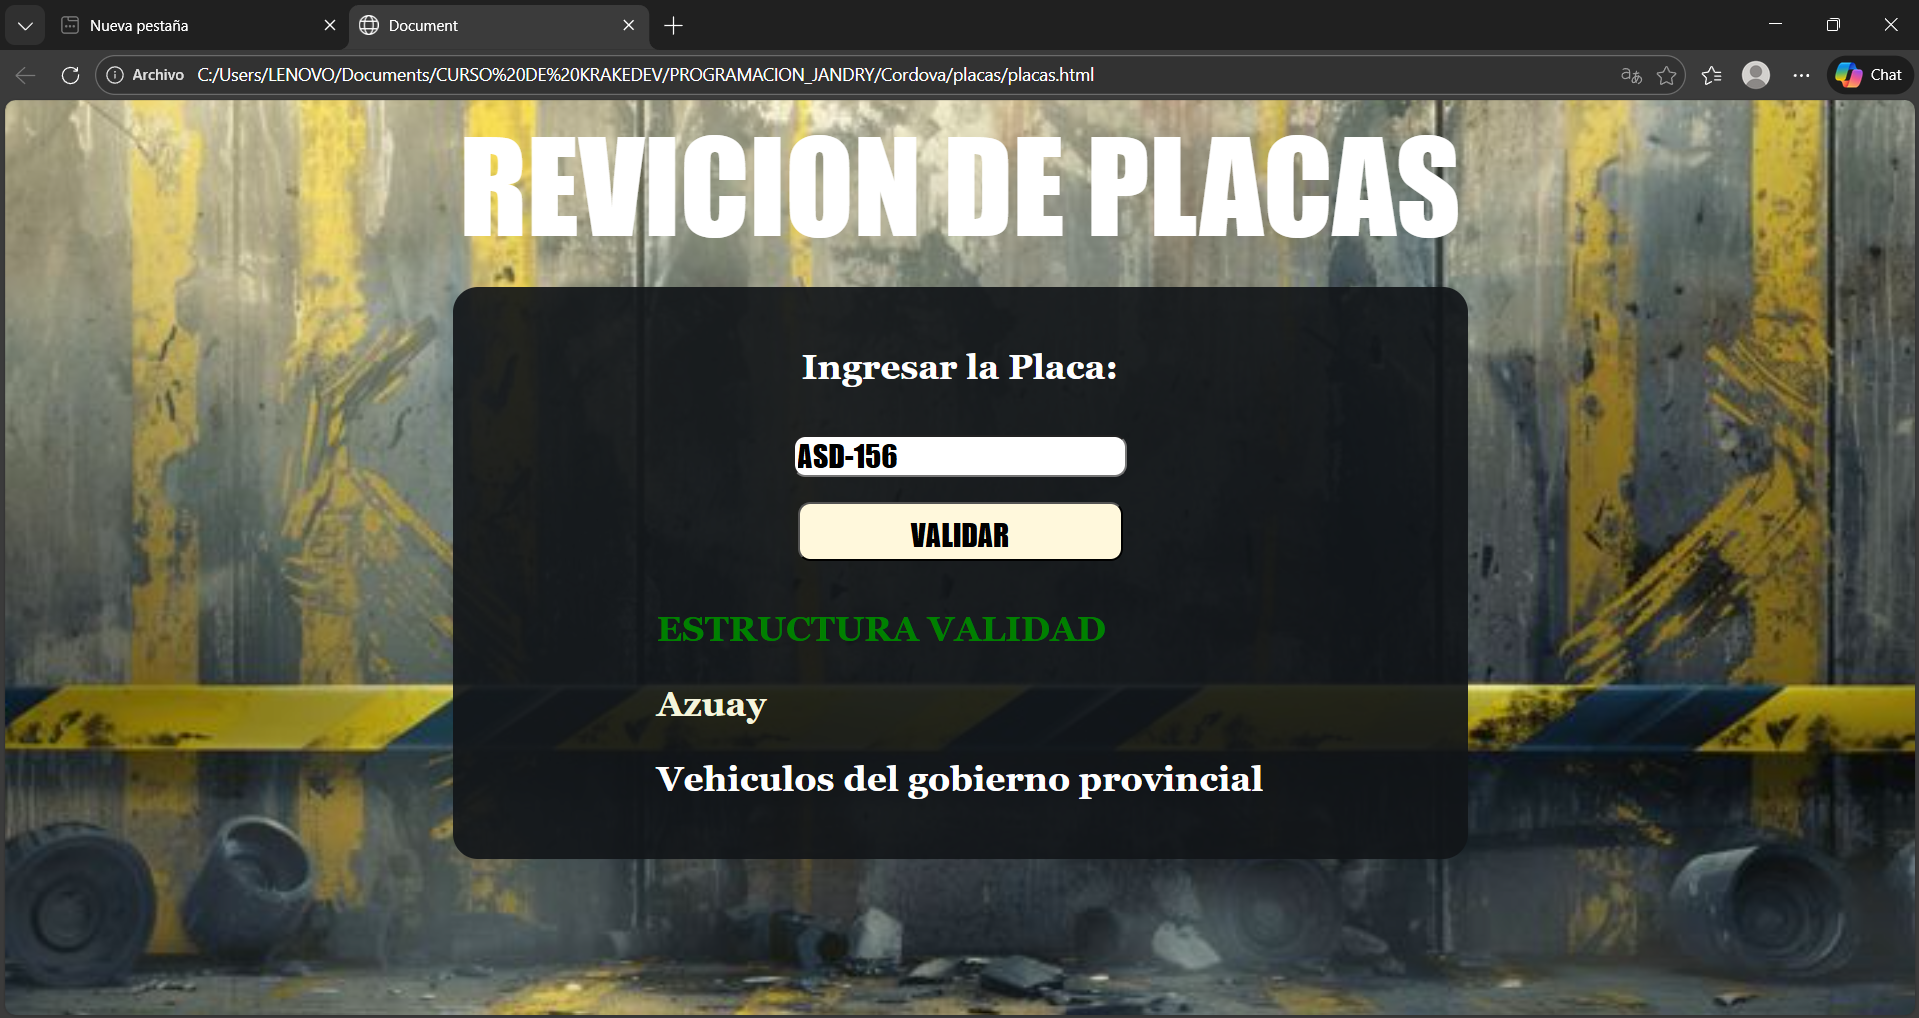 Nueva pestaña
Document
Archivo C:/Users/LENOVO/Documents/CURSO%20DE%20KRAKEDEV/PROGRAMACION_JANDRY/Cordova/placas/placas.html
Chat
REVICION DE PLACAS
Ingresar la Placa:
ASD-156
VALIDAR
ESTRUCTURA VALIDAD
Azuay
Vehiculos del gobierno provincial